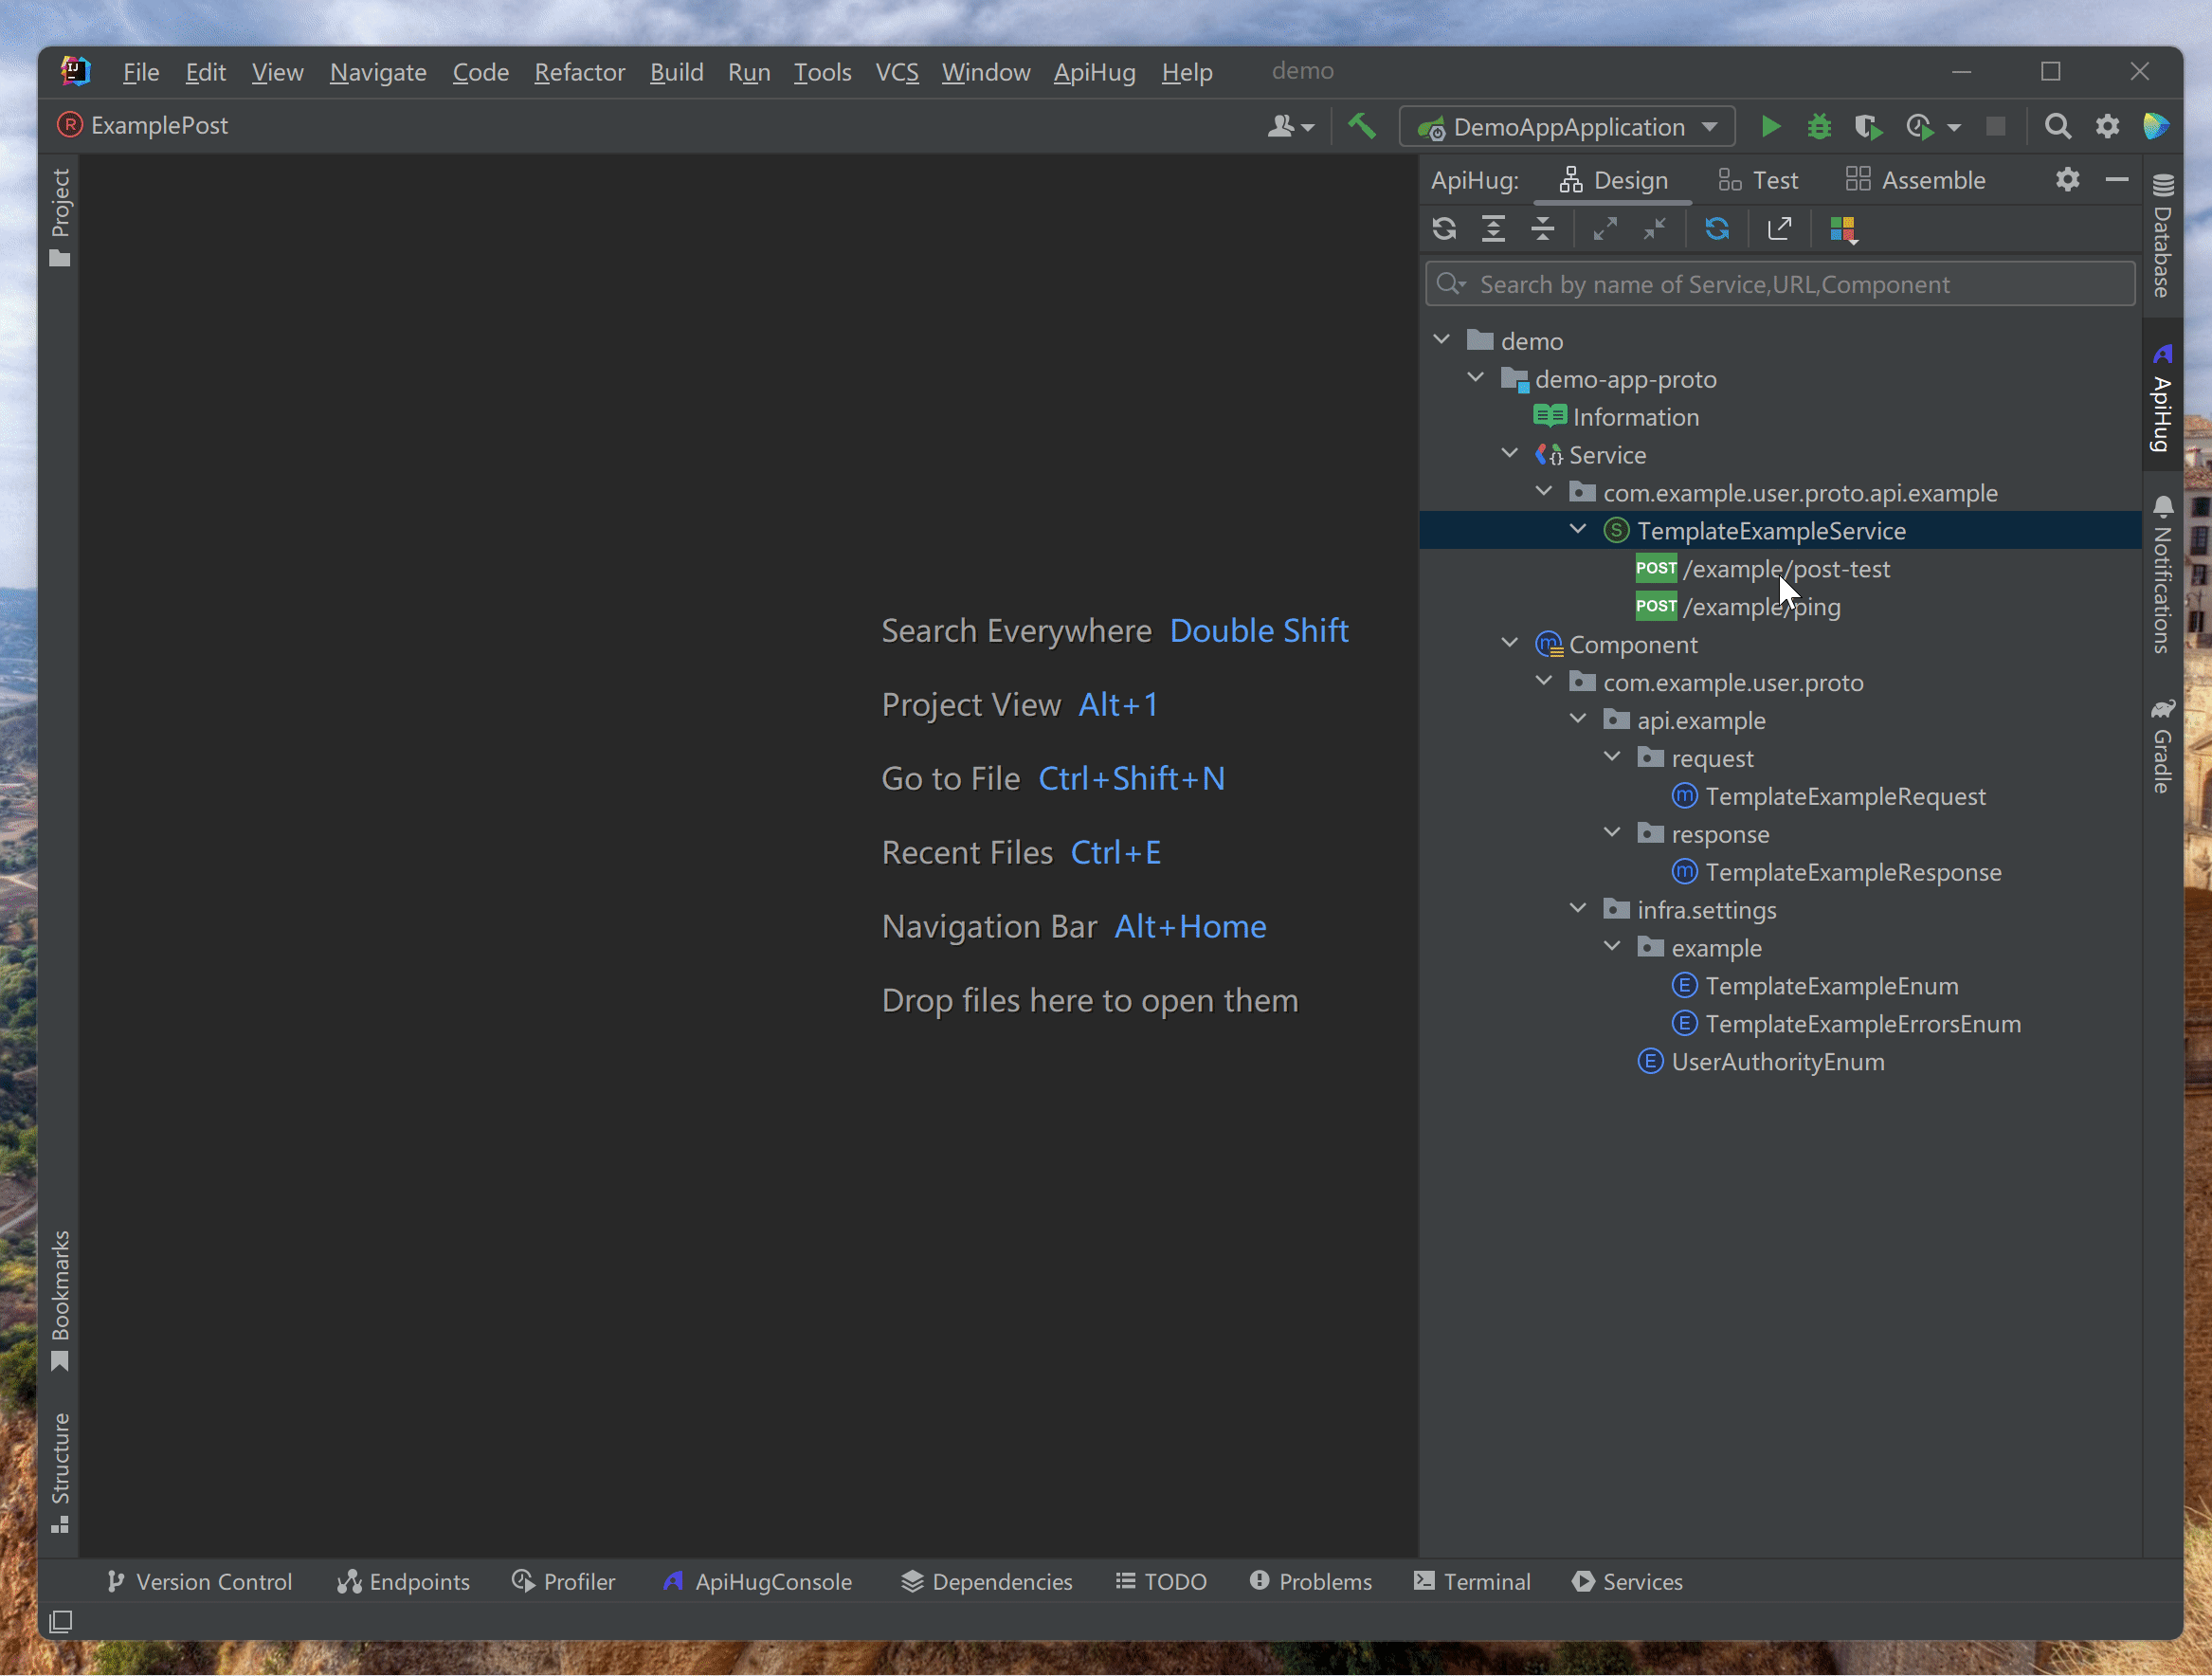 File Edit View Navigate Code Refactor Build Run Tools VCS Window ApiHug Help demo
ExamplePost
DemoAppApplication
Project
Bookmarks
Structure
Search Everywhere Double Shift
Project View Alt+1
Go to File Ctrl+Shift+N
Recent Files Ctrl+E
Navigation Bar Alt+Home
Drop files here to open them
ApiHug: Design Test Assemble
Search by name of Service,URL,Component
demo
demo-app-proto
Information
Service
com.example.user.proto.api.example
TemplateExampleService
POST /example/post-test
POST /example/ping
Component
com.example.user.proto
api.example
request
TemplateExampleRequest
response
TemplateExampleResponse
infra.settings
example
TemplateExampleEnum
TemplateExampleErrorsEnum
UserAuthorityEnum
Database
ApiHug
Notifications
Gradle
Version Control Endpoints Profiler ApiHugConsole Dependencies TODO Problems Terminal Services